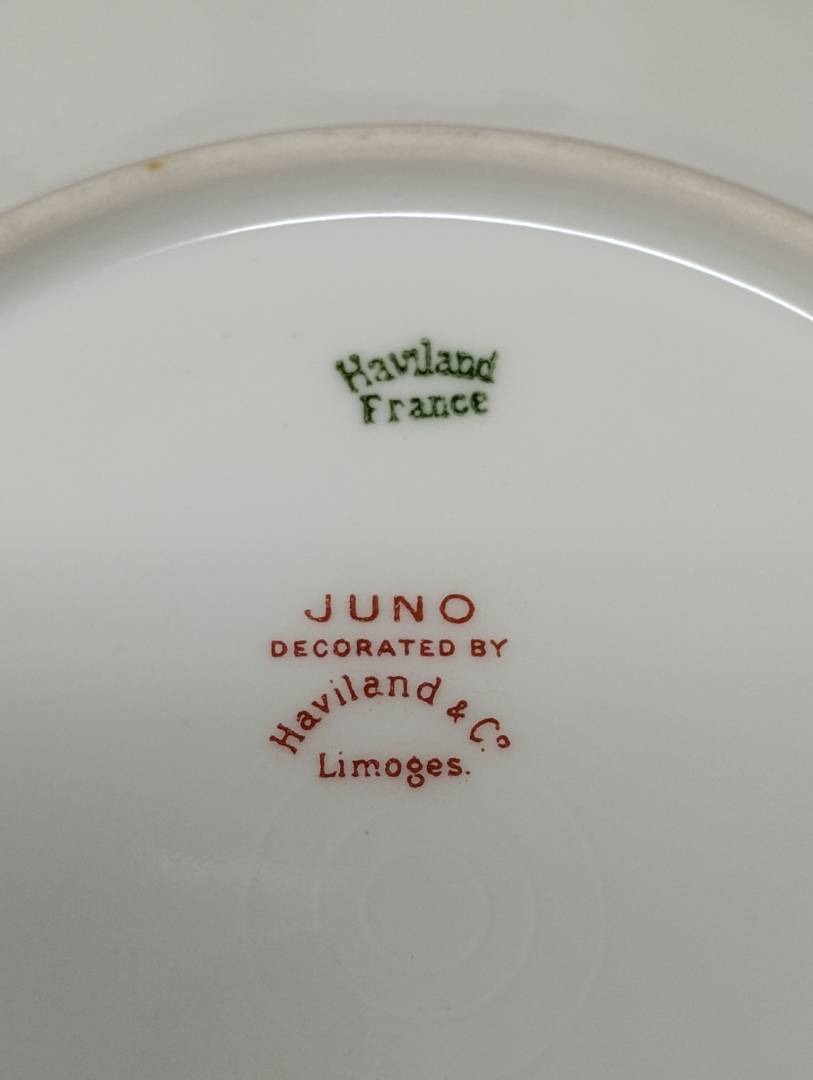 Haviland
France
JUNO
DECORATED BY
Haviland & Co.
Limoges.